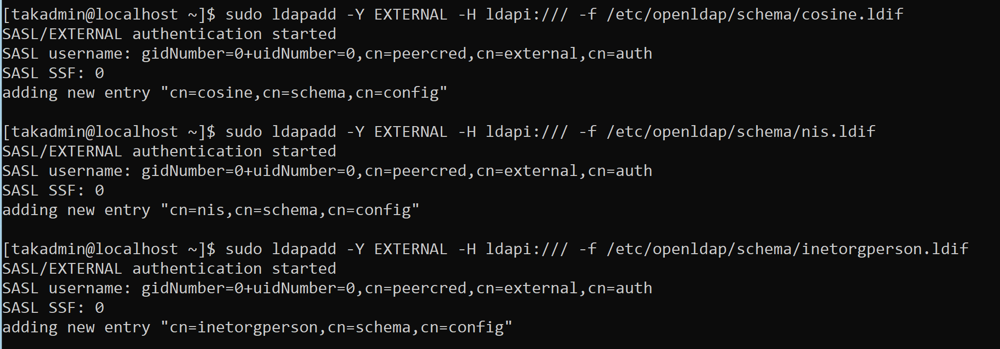 [takadmin@localhost ~]$ sudo ldapadd -Y EXTERNAL -H ldapi:/// -f /etc/openldap/schema/cosine.ldif
SASL/EXTERNAL authentication started
SASL username: gidNumber=0+uidNumber=0,cn=peercred,cn=external,cn=auth
SASL SSF: 0
adding new entry "cn=cosine,cn=schema,cn=config"
[takadmin@localhost ~]$ sudo ldapadd -Y EXTERNAL -H ldapi:/// -f /etc/openldap/schema/nis.ldif
SASL/EXTERNAL authentication started
SASL username: gidNumber=0+uidNumber=0,cn=peercred,cn=external,cn=auth
SASL SSF: 0
adding new entry "cn=nis,cn=schema,cn=config"
[takadmin@localhost ~]$ sudo ldapadd -Y EXTERNAL -H ldapi:/// -f /etc/openldap/schema/inetorgperson.ldif
SASL/EXTERNAL authentication started
SASL username: gidNumber=0+uidNumber=0,cn=peercred,cn=external,cn=auth
SASL SSF: 0
adding new entry "cn=inetorgperson,cn=schema,cn=config"